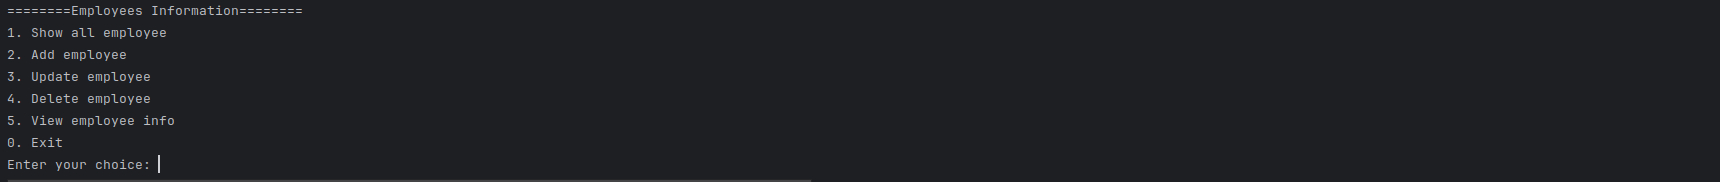 ========Employees Information========
1. Show all employee
2. Add employee
3. Update employee
4. Delete employee
5. View employee info
0. Exit
Enter your choice: